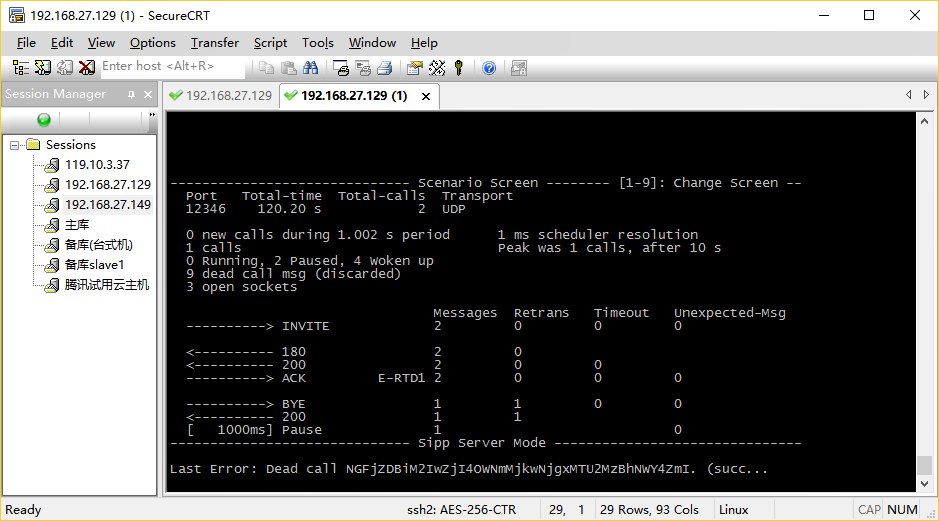 192.168.27.129 (1) - SecureCRT
File Edit View Options Transfer Script Tools Window Help
Enter host <Alt+R>
Session Manager
192.168.27.129 192.168.27.129 (1)
Sessions
119.10.3.37
192.168.27.129
192.168.27.149
主库
备库(台式机)
备库slave1
腾讯试用云主机
------------------------------ Scenario Screen -------- [1-9]: Change Screen --
Port Total-time Total-calls Transport
12346 120.20 s 2 UDP
0 new calls during 1.002 s period 1 ms scheduler resolution
1 calls Peak was 1 calls, after 10 s
0 Running, 2 Paused, 4 Woken up
9 dead call msg (discarded)
3 open sockets
Messages Retrans Timeout Unexpected-Msg
----------> INVITE 2 0 0 0
<---------- 180 2 0
<---------- 200 2 0 0
----------> ACK E-RTD1 2 0 0 0
----------> BYE 1 1 0 0
<---------- 200 1 1
[ 1000ms] Pause 1 0
------------------------------ Sipp Server Mode -------------------------------
Last Error: Dead call NGFjZDBiM2IwZjI4OWNmMjkwNjgxMTU2MzBhNWY4ZmI. (succ...
Ready ssh2: AES-256-CTR 29, 1 29 Rows, 93 Cols Linux CAP NUM